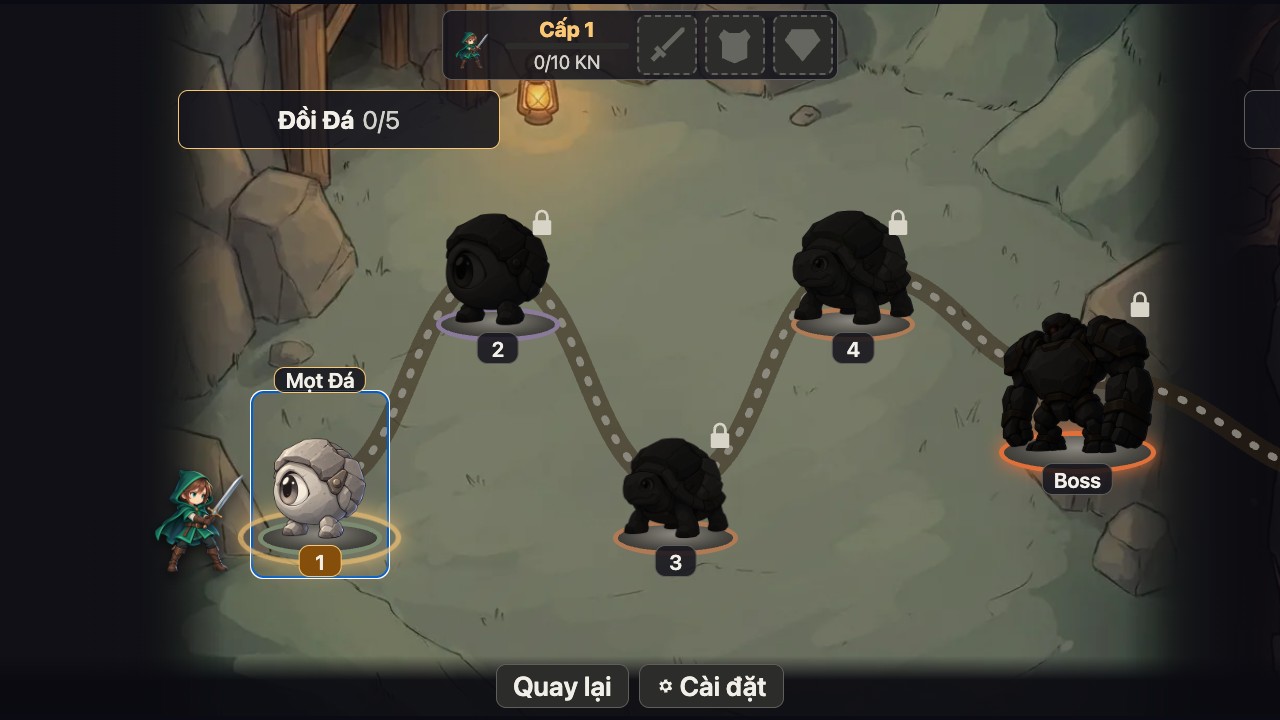 Cấp 1
0/10 KN
Đồi Đá 0/5
2
4
Mọt Đá
Boss
1
3
Quay lại
Cài đặt